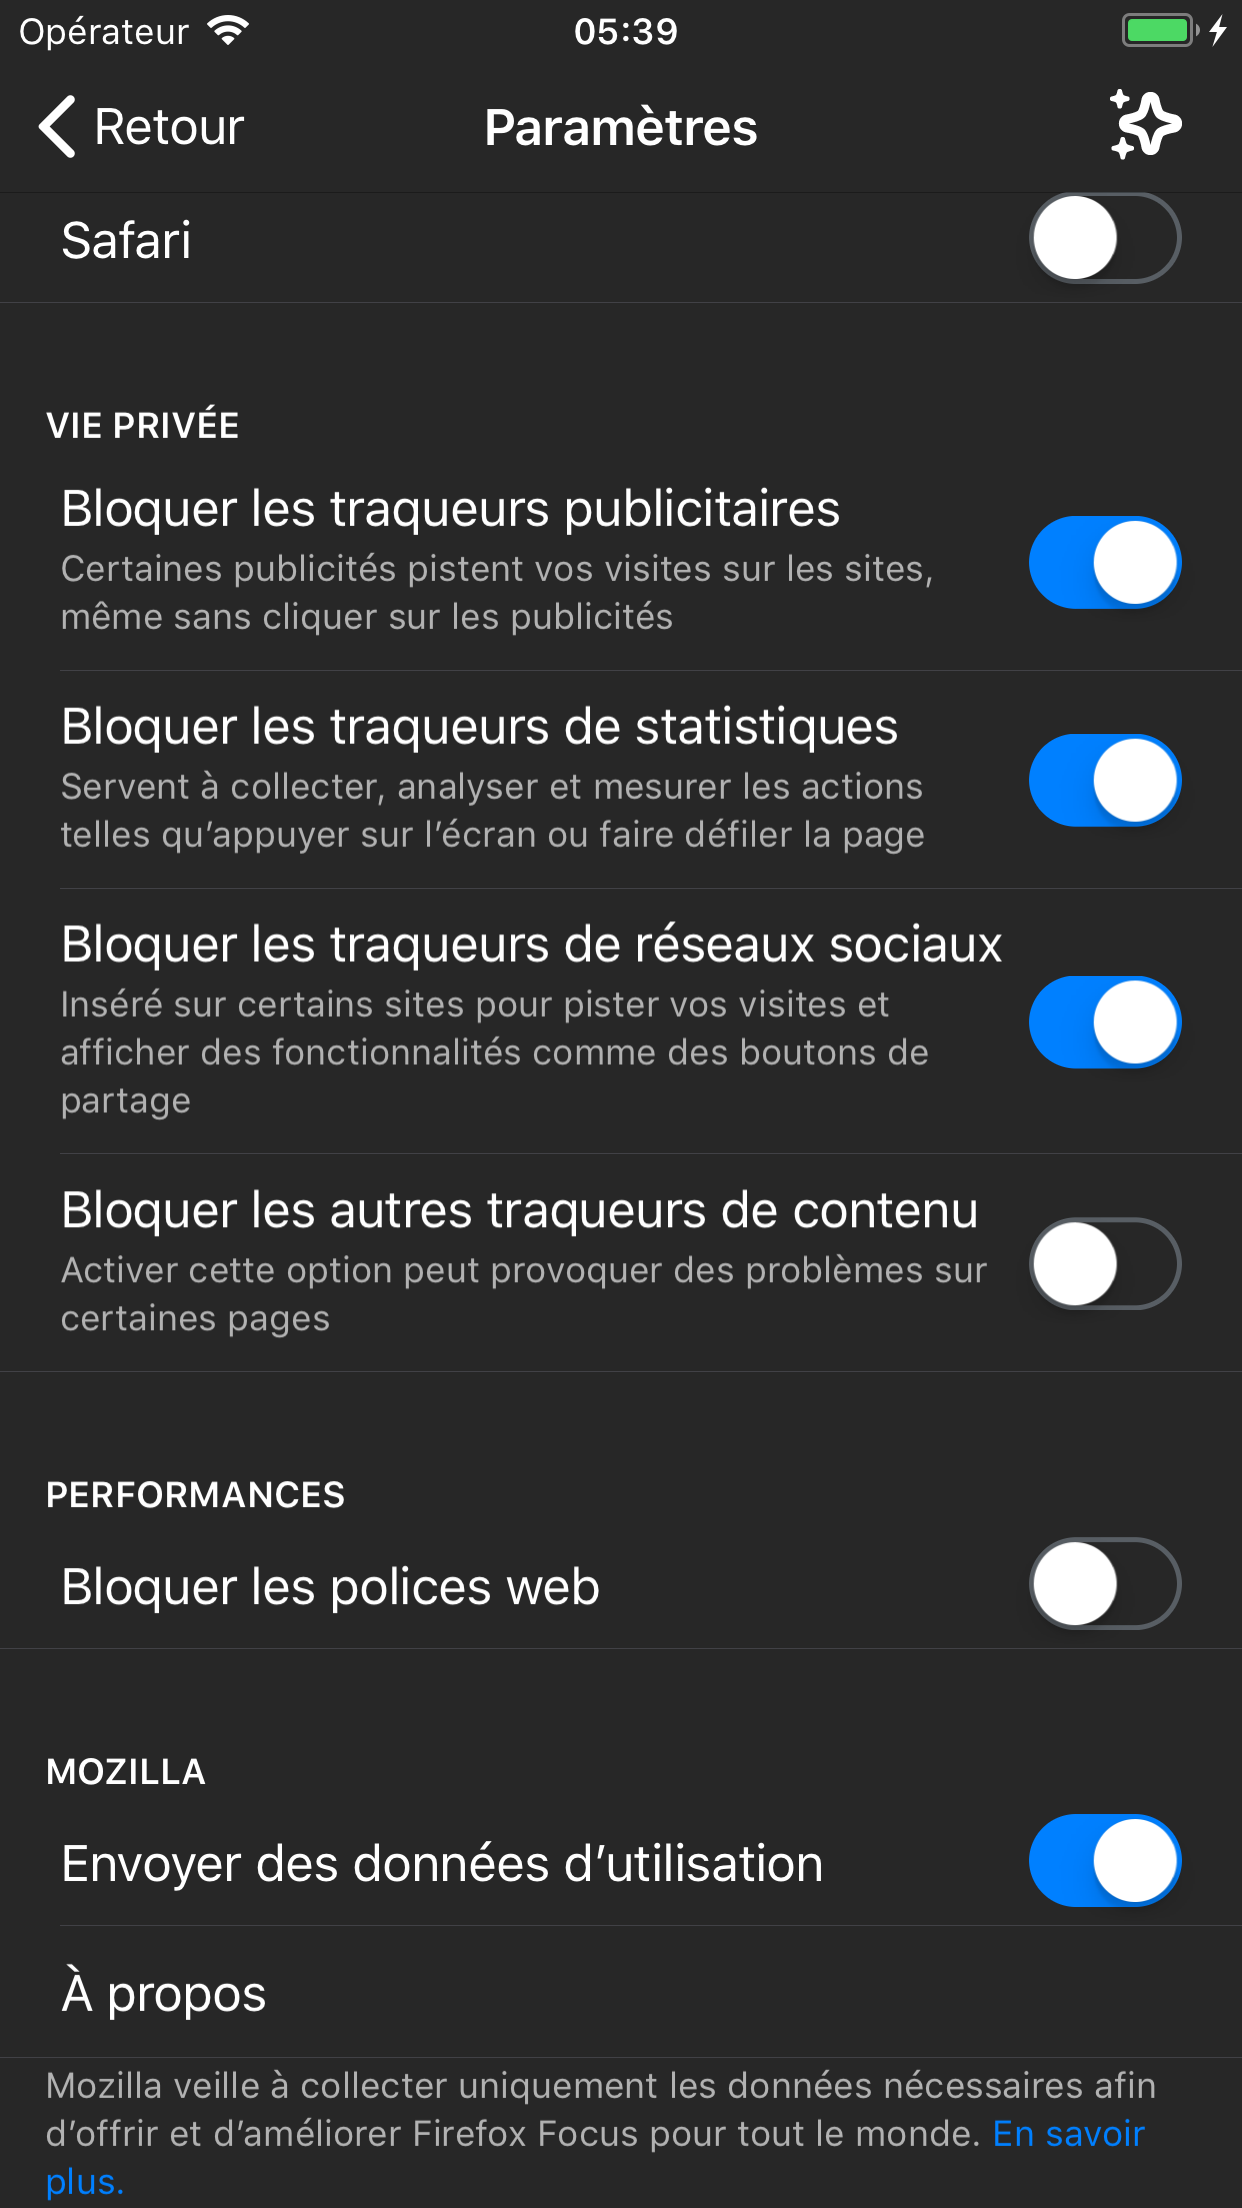 Opérateur 05:39
Retour Paramètres
Safari
VIE PRIVÉE
Bloquer les traqueurs publicitaires
Certaines publicités pistent vos visites sur les sites,
même sans cliquer sur les publicités
Bloquer les traqueurs de statistiques
Servent à collecter, analyser et mesurer les actions
telles qu’appuyer sur l’écran ou faire défiler la page
Bloquer les traqueurs de réseaux sociaux
Inséré sur certains sites pour pister vos visites et
afficher des fonctionnalités comme des boutons de
partage
Bloquer les autres traqueurs de contenu
Activer cette option peut provoquer des problèmes sur
certaines pages
PERFORMANCES
Bloquer les polices web
MOZILLA
Envoyer des données d’utilisation
À propos
Mozilla veille à collecter uniquement les données nécessaires afin
d’offrir et d’améliorer Firefox Focus pour tout le monde. En savoir
plus.